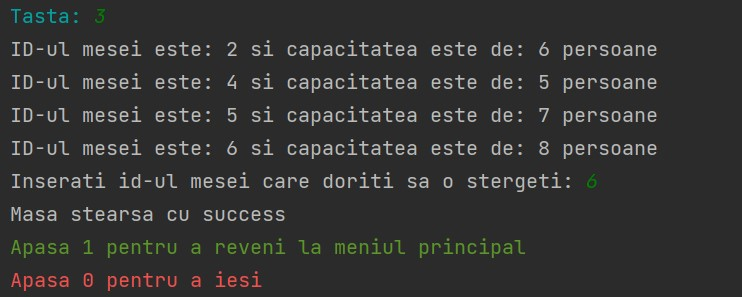 Tasta: 3
ID-ul mesei este: 2 si capacitatea este de: 6 persoane
ID-ul mesei este: 4 si capacitatea este de: 5 persoane
ID-ul mesei este: 5 si capacitatea este de: 7 persoane
ID-ul mesei este: 6 si capacitatea este de: 8 persoane
Inserati id-ul mesei care doriti sa o stergeti: 6
Masa stearsa cu success
Apasa 1 pentru a reveni la meniul principal
Apasa 0 pentru a iesi